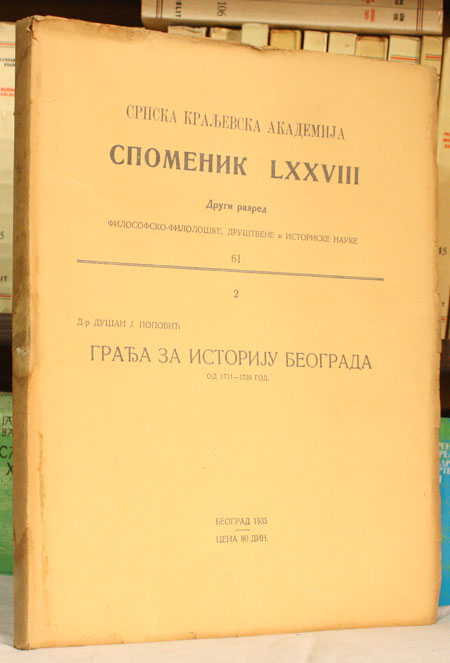 СРПСКА КРАЉЕВСКА АКАДЕМИЈА
СПОМЕНИК LXXVIII
Други разред
ФИЛОСОФСКО-ФИЛОЛОШКЕ, ДРУШТВЕНЕ и ИСТОРИСКЕ НАУКЕ
61
2
Д-р ДУШАН Ј. ПОПОВИЋ
ГРАЂА ЗА ИСТОРИЈУ БЕОГРАДА
ОД 1711—1739 ГОД.
БЕОГРАД 1935
ЦЕНА 80 ДИН.
106